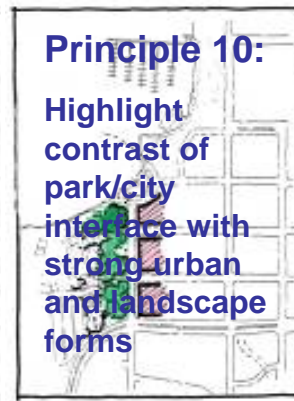 Principle 10:
Highlight
contrast of
park/city
interface with
strong urban
and landscape
forms